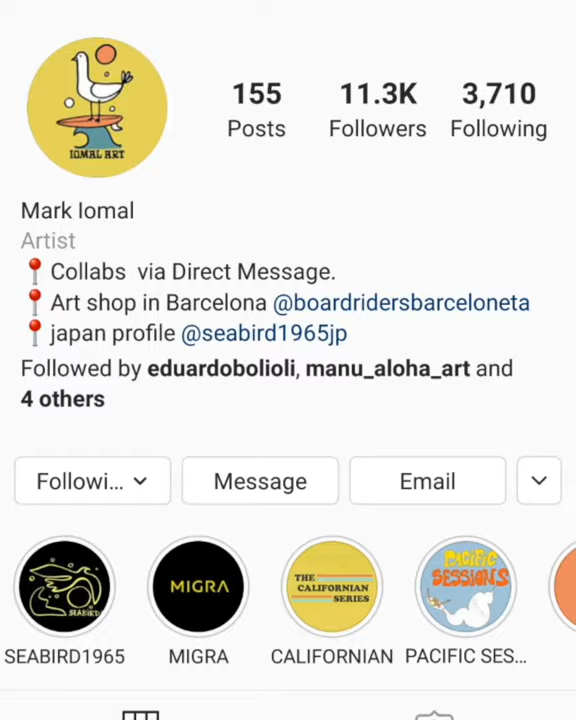 IOMAL ART
155
Posts
11.3K
Followers
3,710
Following
Mark Iomal
Artist
Collabs via Direct Message.
Art shop in Barcelona @boardridersbarceloneta
japan profile @seabird1965jp
Followed by eduardobolioli, manu_aloha_art and
4 others
Followi...
Message
Email
SEABIRD
MIGRA
THE
CALIFORNIAN
SERIES
PACIFIC
SESSIONS
SEABIRD1965
MIGRA
CALIFORNIAN
PACIFIC SES...